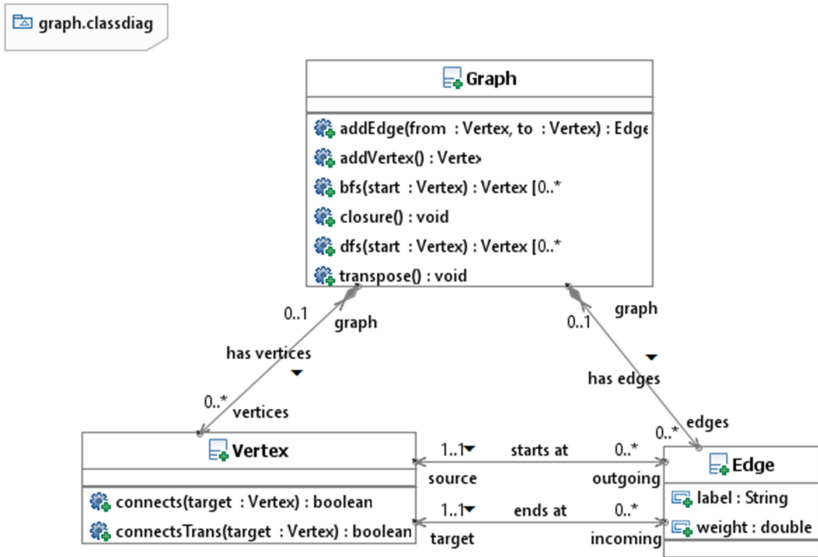 graph.classdiag
Graph
addEdge(from : Vertex, to : Vertex) : Edge
addVertex() : Vertex
bfs(start : Vertex) : Vertex [0..*
closure() : void
dfs(start : Vertex) : Vertex [0..*
transpose() : void
0..1
graph
0..1
graph
has vertices
has edges
0..*
vertices
0..*
edges
Vertex
connects(target : Vertex) : boolean
connectsTrans(target : Vertex) : boolean
1..1
starts at
0..*
source
outgoing
1..1
ends at
0..*
target
incoming
Edge
label : String
weight : double